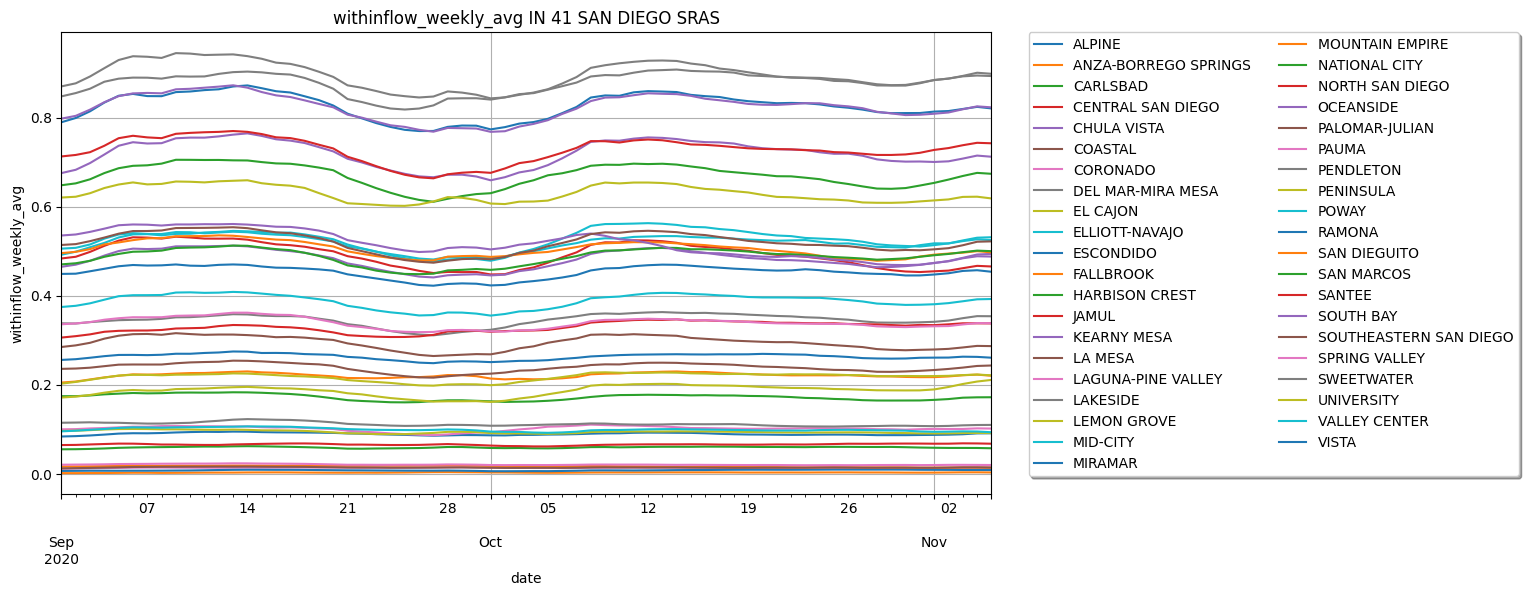 withinflow_weekly_avg IN 41 SAN DIEGO SRAS
withinflow_weekly_avg
0.8
0.6
0.4
0.2
0.0
07
14
21
28
05
12
19
26
02
Sep
2020
Oct
Nov
date
ALPINE
ANZA-BORREGO SPRINGS
CARLSBAD
CENTRAL SAN DIEGO
CHULA VISTA
COASTAL
CORONADO
DEL MAR-MIRA MESA
EL CAJON
ELLIOTT-NAVAJO
ESCONDIDO
FALLBROOK
HARBISON CREST
JAMUL
KEARNY MESA
LA MESA
LAGUNA-PINE VALLEY
LAKESIDE
LEMON GROVE
MID-CITY
MIRAMAR
MOUNTAIN EMPIRE
NATIONAL CITY
NORTH SAN DIEGO
OCEANSIDE
PALOMAR-JULIAN
PAUMA
PENDLETON
PENINSULA
POWAY
RAMONA
SAN DIEGUITO
SAN MARCOS
SANTEE
SOUTH BAY
SOUTHEASTERN SAN DIEGO
SPRING VALLEY
SWEETWATER
UNIVERSITY
VALLEY CENTER
VISTA